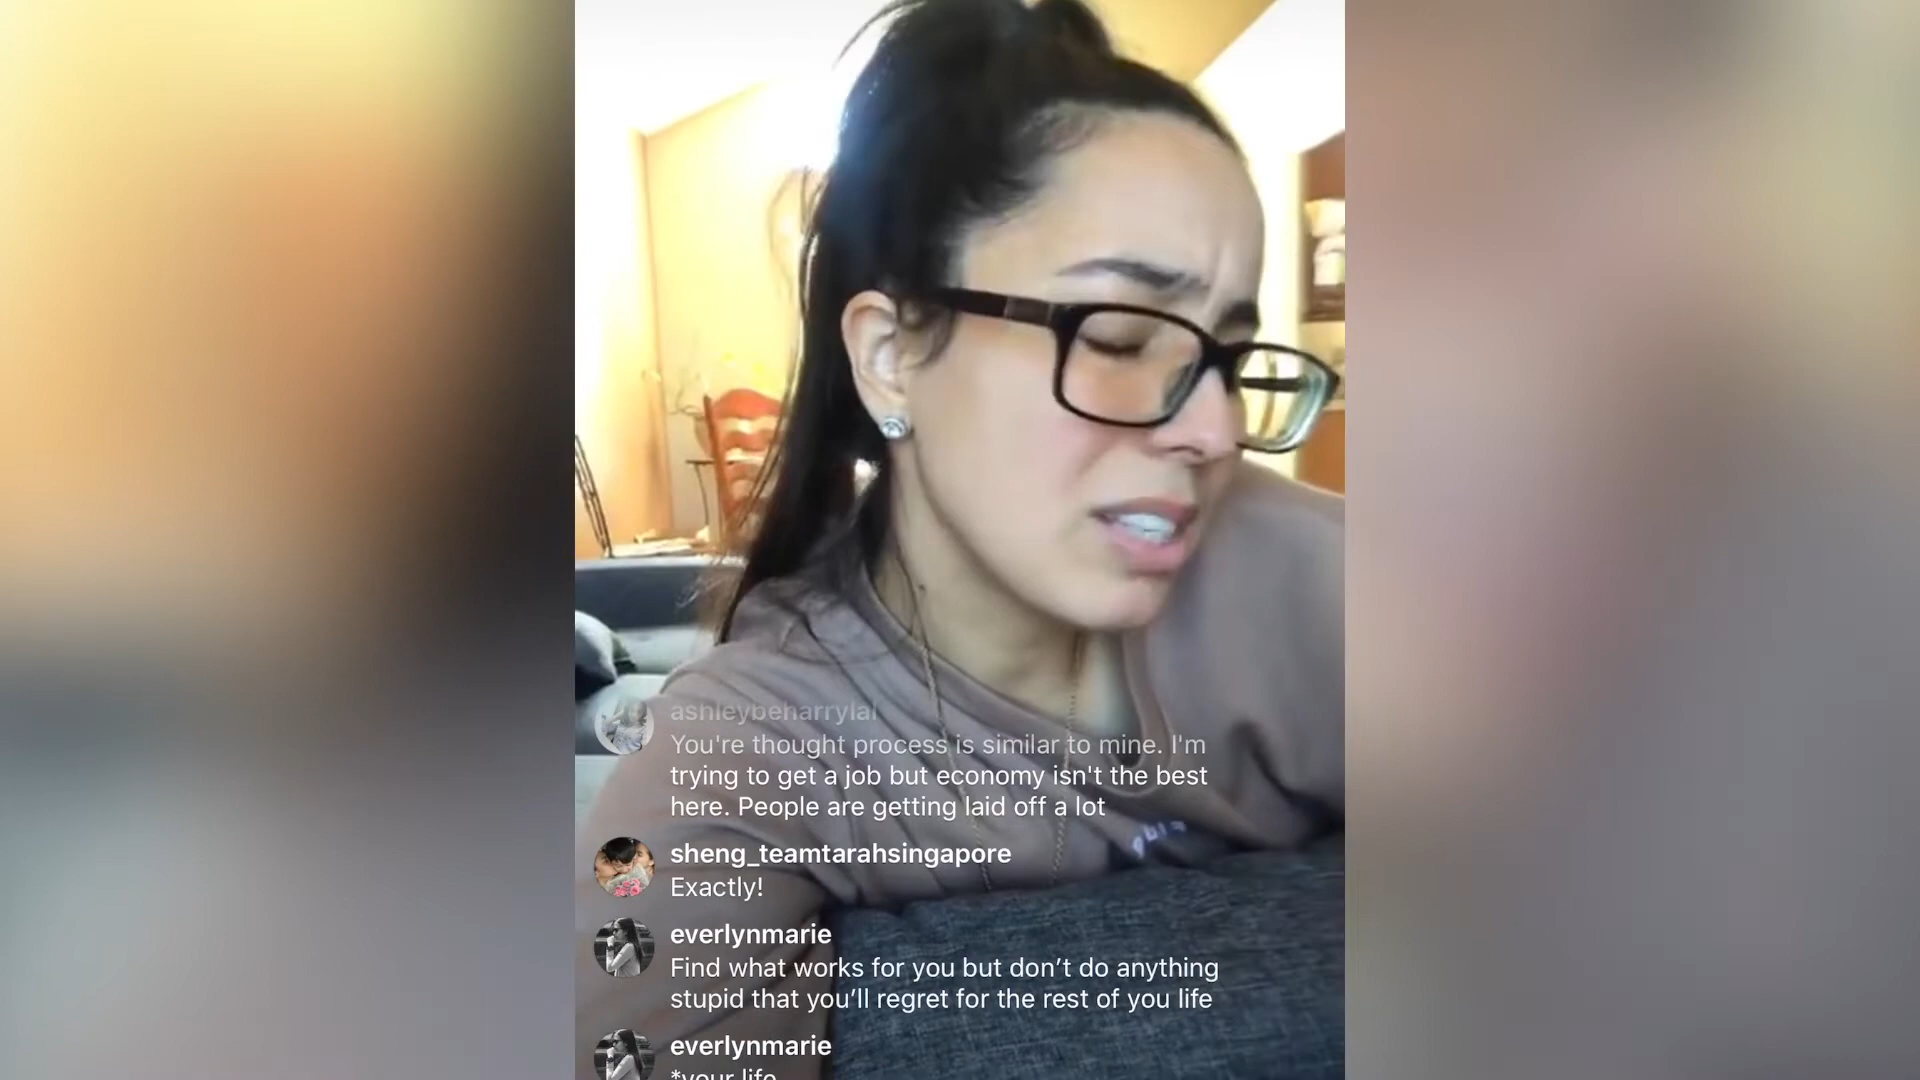 ashleybeharrylal
You're thought process is similar to mine. I'm
trying to get a job but economy isn't the best
here. People are getting laid off a lot
sheng_teamtarahsingapore
Exactly!
everlynmarie
Find what works for you but don’t do anything
stupid that you’ll regret for the rest of you life
everlynmarie
*your life